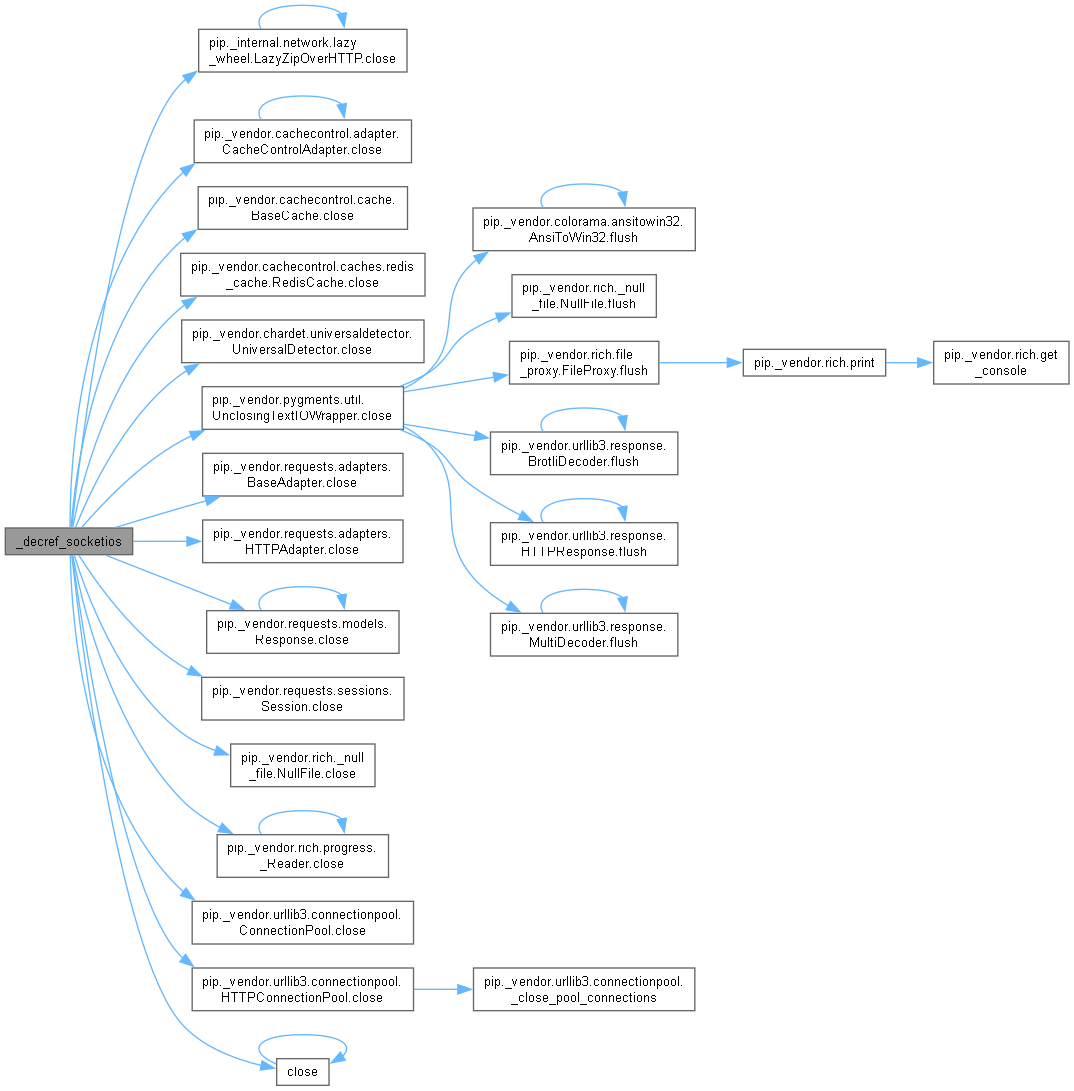 pip._internal.network.lazy
_wheel.LazyZipOverHTTP.close
pip._vendor.cachecontrol.adapter.
CacheControlAdapter.close
pip._vendor.cachecontrol.cache.
BaseCache.close
pip._vendor.cachecontrol.caches.redis
_cache.RedisCache.close
pip._vendor.chardet.universaldetector.
UniversalDetector.close
pip._vendor.pygments.util.
UnclosingTextIOWrapper.close
pip._vendor.requests.adapters.
BaseAdapter.close
_decref_socketios
pip._vendor.requests.adapters.
HTTPAdapter.close
pip._vendor.requests.models.
Response.close
pip._vendor.requests.sessions.
Session.close
pip._vendor.rich._null
_file.NullFile.close
pip._vendor.rich.progress.
_Reader.close
pip._vendor.urllib3.connectionpool.
ConnectionPool.close
pip._vendor.urllib3.connectionpool.
HTTPConnectionPool.close
close
pip._vendor.colorama.ansitowin32.
AnsiToWin32.flush
pip._vendor.rich._null
_file.NullFile.flush
pip._vendor.rich.file
_proxy.FileProxy.flush
pip._vendor.urllib3.response.
BrotliDecoder.flush
pip._vendor.urllib3.response.
HTTPResponse.flush
pip._vendor.urllib3.response.
MultiDecoder.flush
pip._vendor.urllib3.connectionpool.
_close_pool_connections
pip._vendor.rich.print
pip._vendor.rich.get
_console